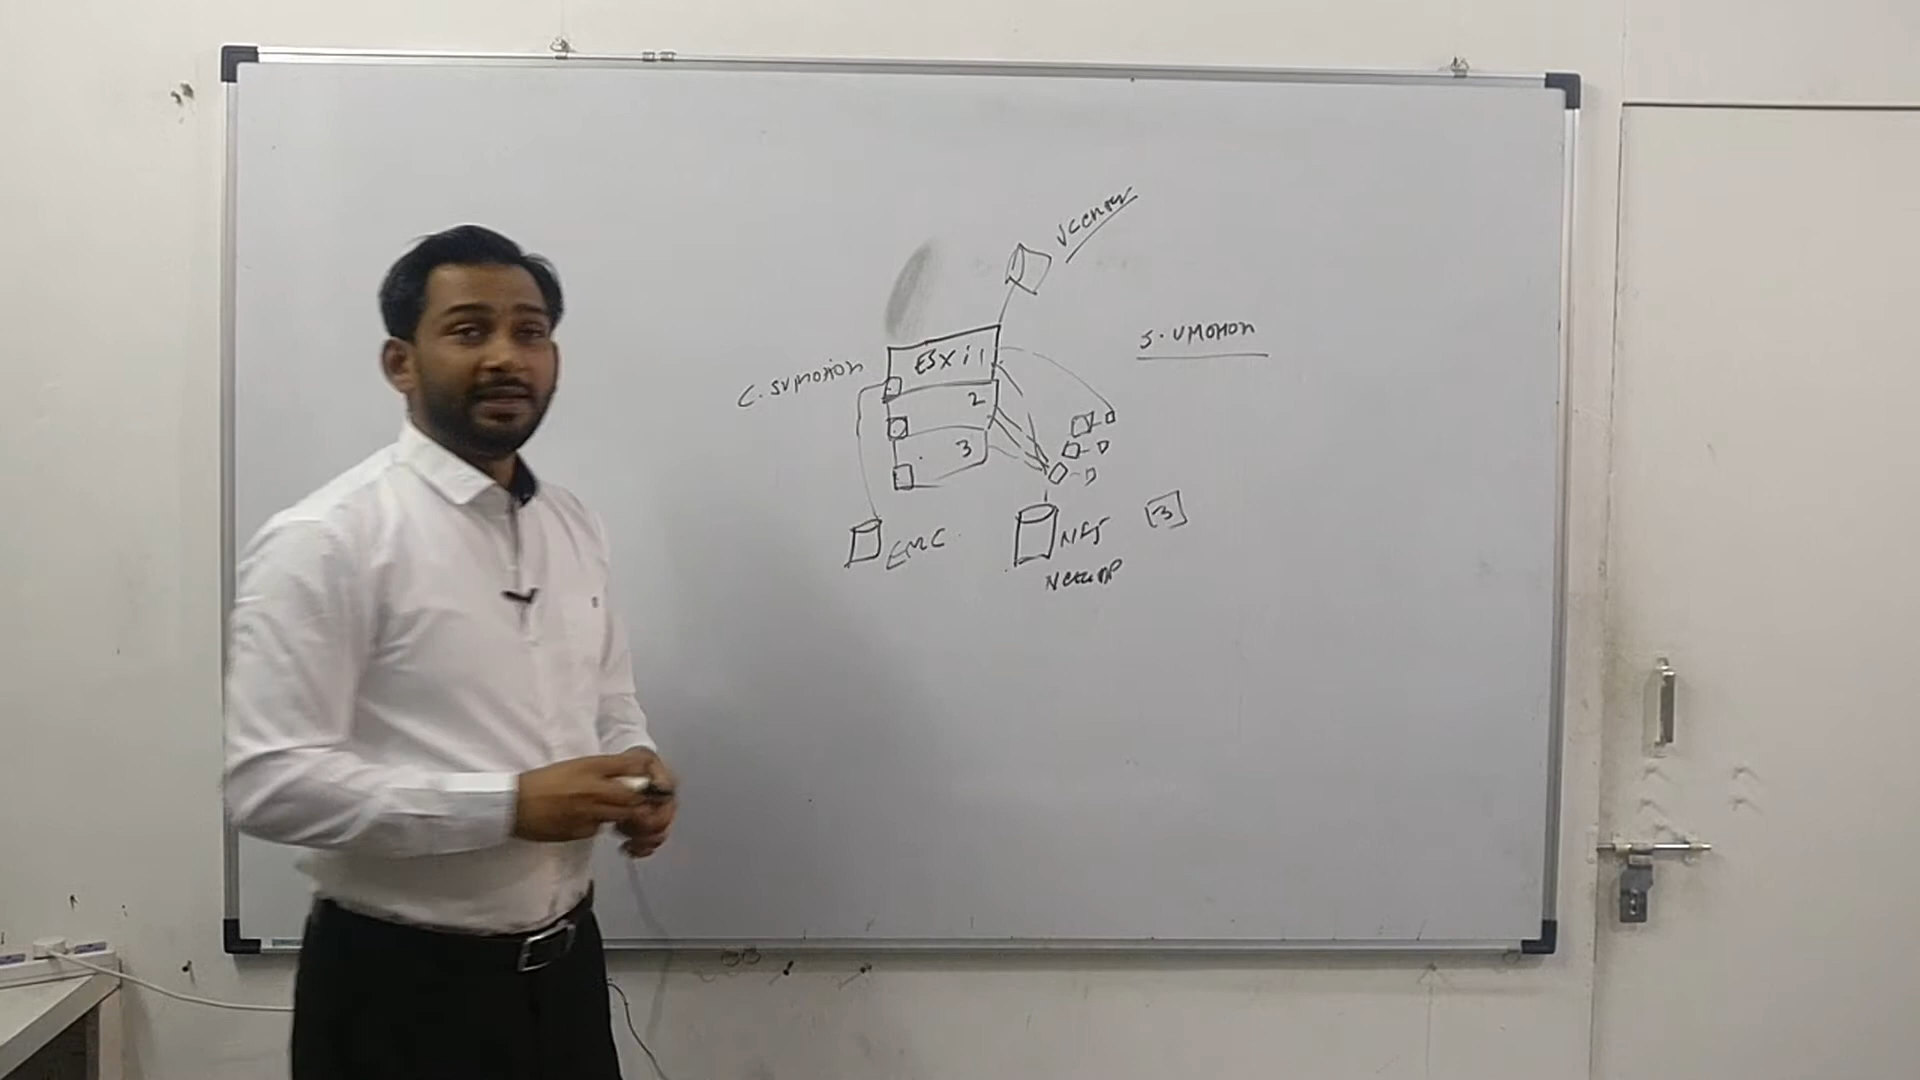 vcenter
S. vmotion
C. svmotion
ESXi 1
2
3
EMC
NFS
3
Netapp